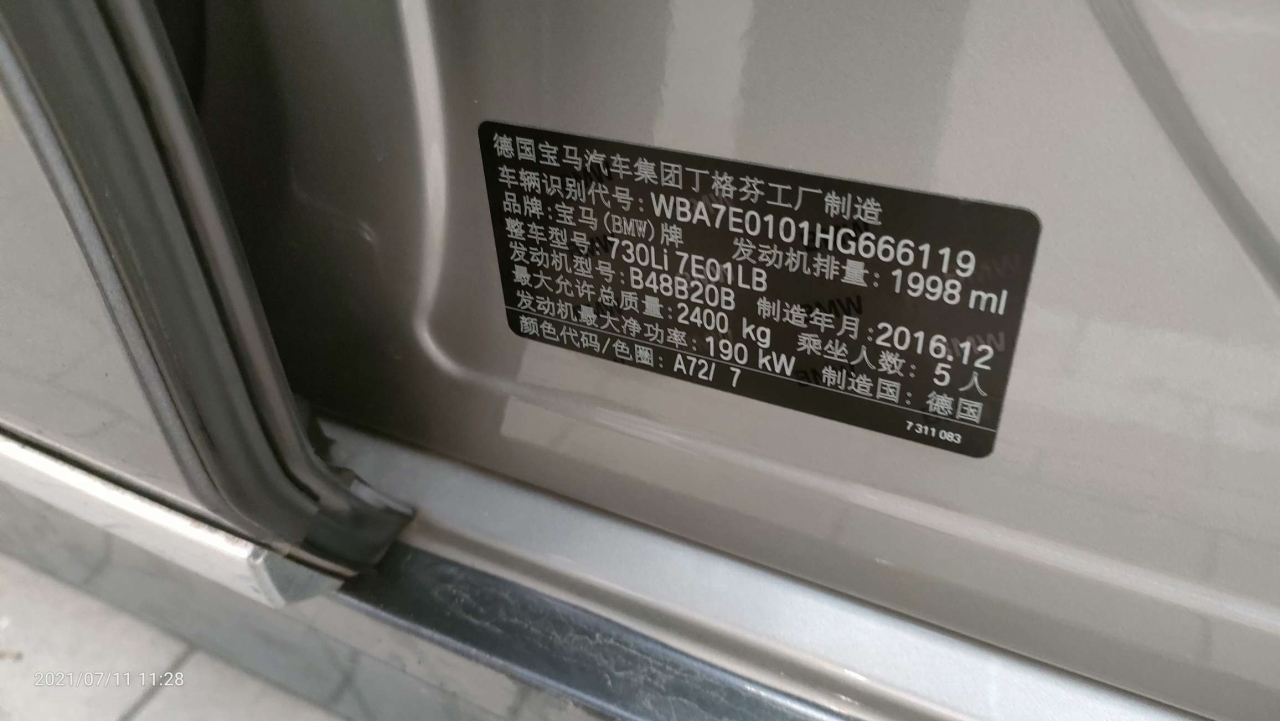 德国宝马汽车集团丁格芬工厂制造
车辆识别代号: WBA7E0101HG666119
品牌:宝马(BMW)牌 发动机排量: 1998 ml
整车型号: 730Li 7E01LB
发动机型号: B48B20B 制造年月:2016.12
最大允许总质量: 2400 kg 乘坐人数: 5 人
发动机最大净功率: 190 kW 制造国: 德国
颜色代码/色圈: A72/ 7
7 311 083
2021/07/11 11:28